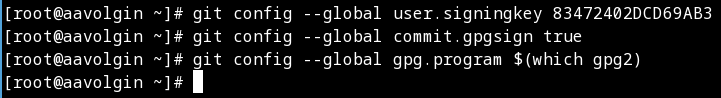 [root@aavolgin ~]# git config --global user.signingkey 83472402DCD69AB3
[root@aavolgin ~]# git config --global commit.gpgsign true
[root@aavolgin ~]# git config --global gpg.program $(which gpg2)
[root@aavolgin ~]#